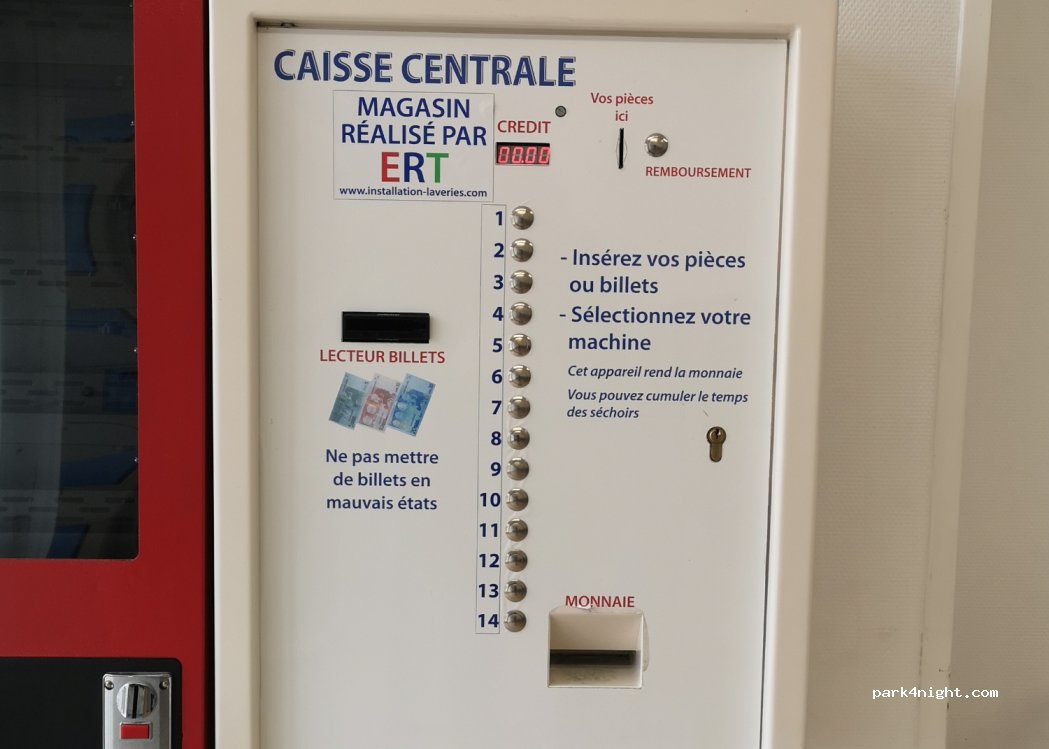 CAISSE CENTRALE
MAGASIN
RÉALISÉ PAR
ERT
www.installation-laveries.com
CREDIT
00.00
Vos pièces
ici
REMBOURSEMENT
1
2
3
4
5
6
7
8
9
10
11
12
13
14
- Insérez vos pièces
ou billets
- Sélectionnez votre
machine
Cet appareil rend la monnaie
Vous pouvez cumuler le temps
des séchoirs
LECTEUR BILLETS
Ne pas mettre
de billets en
mauvais états
MONNAIE
park4night.com